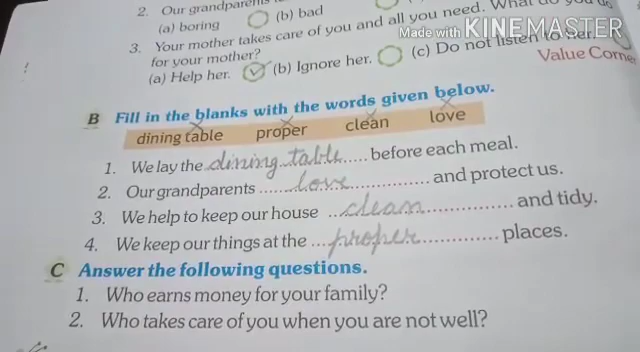 2. Our grandparents
(a) boring (b) bad
3. Your mother takes care of you and all you need. What do you do
for your mother?
Made with KINEMASTER
(a) Help her. (b) Ignore her. (c) Do not listen to her.
Value Corner
B Fill in the blanks with the words given below.
dining table proper clean love
1. We lay the dining table before each meal.
2. Our grandparents love and protect us.
3. We help to keep our house clean and tidy.
4. We keep our things at the proper places.
C Answer the following questions.
1. Who earns money for your family?
2. Who takes care of you when you are not well?